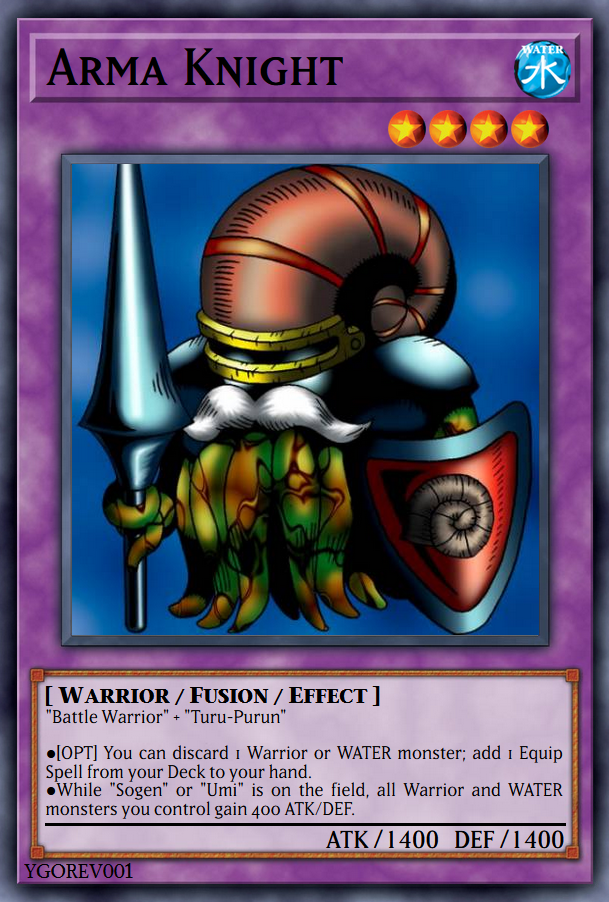 Arma Knight
WATER
水
[ Warrior / Fusion / Effect ]
"Battle Warrior" + "Turu-Purun"
●[OPT] You can discard 1 Warrior or WATER monster; add 1 Equip
Spell from your Deck to your hand.
●While "Sogen" or "Umi" is on the field, all Warrior and WATER
monsters you control gain 400 ATK/DEF.
ATK/1400 DEF/1400
YGOREV001